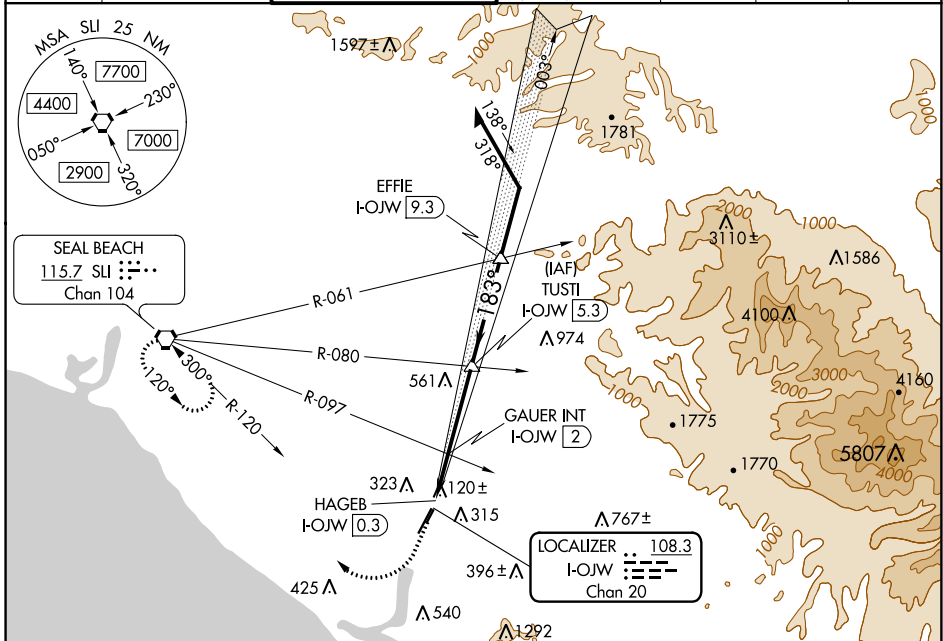 MSA SLI 25 NM
140°
7700
4400
230°
050°
7000
2900
320°
1597±
1000
003°
138°
318°
1781
1000
EFFIE
I-OJW 9.3
SEAL BEACH
115.7 SLI
Chan 104
R-061
183°
(IAF)
TUSTI
I-OJW 5.3
2000
1000
3110±
1586
4100
974
R-080
300°
120°
R-120
R-097
561
GAUER INT
I-OJW 2
1000
3000
2000
4160
1775
1770
5807
4000
323
120±
HAGEB
I-OJW 0.3
315
767±
1000
LOCALIZER 108.3
I-OJW
Chan 20
396±
425
540
1292